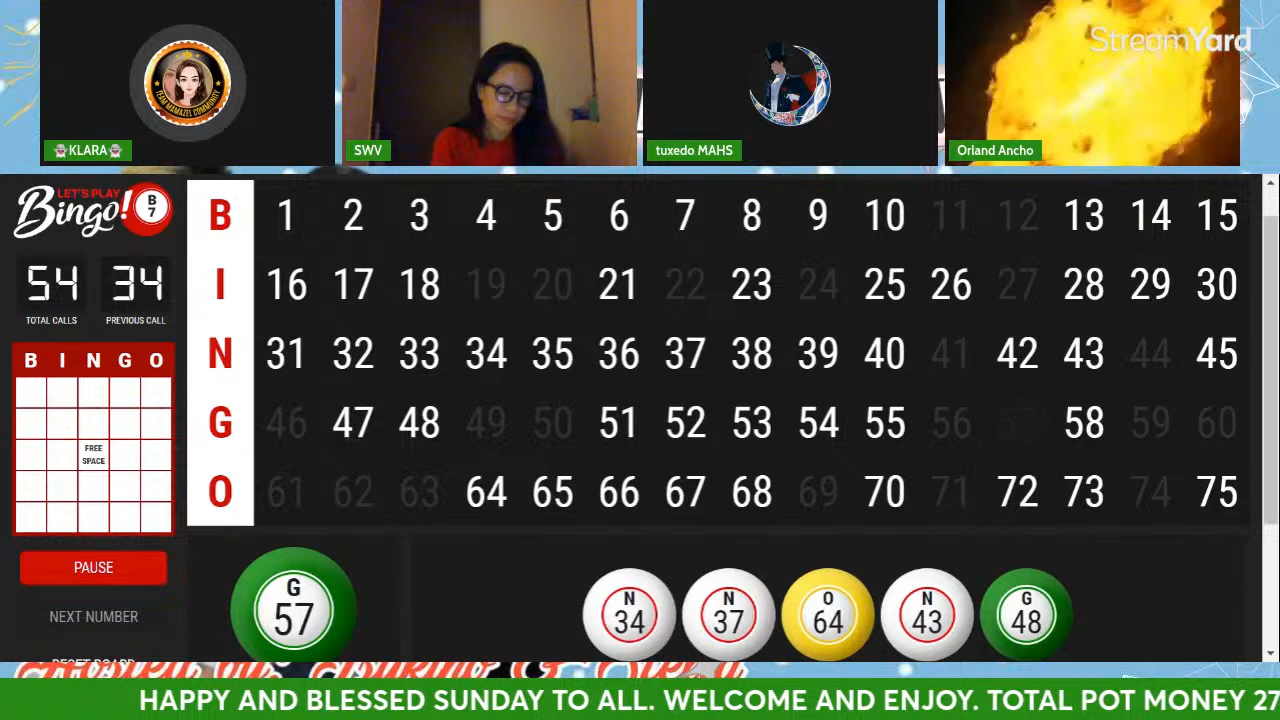 StreamYard
TEAM MAMAZEL COMMUNITY
👻KLARA👻
SWV
tuxedo MAHS
Orland Ancho
LET'S PLAY
Bingo!
B
7
54 34
TOTAL CALLS PREVIOUS CALL
B I N G O
FREE
SPACE
PAUSE
NEXT NUMBER
RESET BOARD
B 1 2 3 4 5 6 7 8 9 10 11 12 13 14 15
I 16 17 18 19 20 21 22 23 24 25 26 27 28 29 30
N 31 32 33 34 35 36 37 38 39 40 41 42 43 44 45
G 46 47 48 49 50 51 52 53 54 55 56 57 58 59 60
O 61 62 63 64 65 66 67 68 69 70 71 72 73 74 75
G
57
N
34
N
37
O
64
N
43
G
48
HAPPY AND BLESSED SUNDAY TO ALL. WELCOME AND ENJOY. TOTAL POT MONEY 27